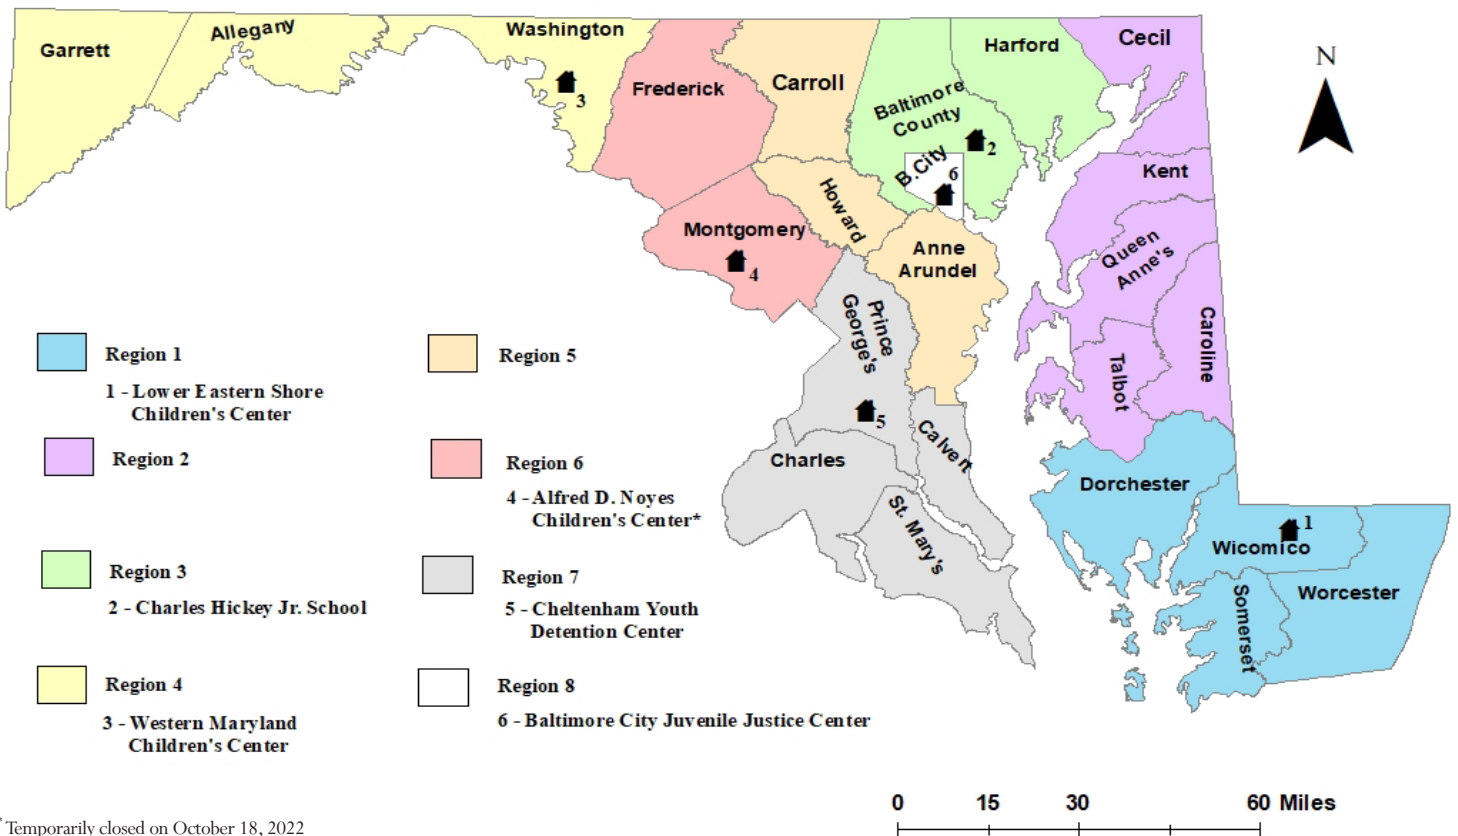 Garrett
Allegany
Washington
3
Frederick
Carroll
Baltimore
County
2
Harford
Cecil
N
B.City
6
Kent
Howard
Montgomery
4
Anne
Arundel
Queen
Anne's
Prince
George's
5
Caroline
Talbot
Calvert
Charles
St. Mary's
Dorchester
1
Wicomico
Worcester
Somerset
Region 1
1 - Lower Eastern Shore
Children's Center
Region 2
Region 3
2 - Charles Hickey Jr. School
Region 4
3 - Western Maryland
Children's Center
Region 5
Region 6
4 - Alfred D. Noyes
Children's Center*
Region 7
5 - Cheltenham Youth
Detention Center
Region 8
6 - Baltimore City Juvenile Justice Center
0 15 30 60 Miles
* Temporarily closed on October 18, 2022